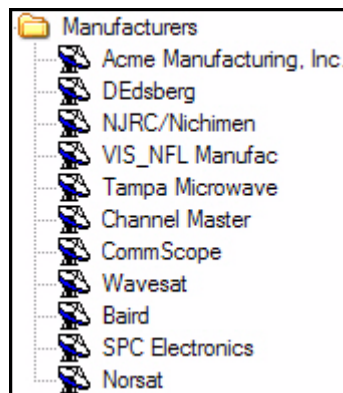 Manufacturers
Acme Manufacturing, Inc.
DEdsberg
NJRC/Nichimen
VIS_NFL Manufac
Tampa Microwave
Channel Master
CommScope
Wavesat
Baird
SPC Electronics
Norsat